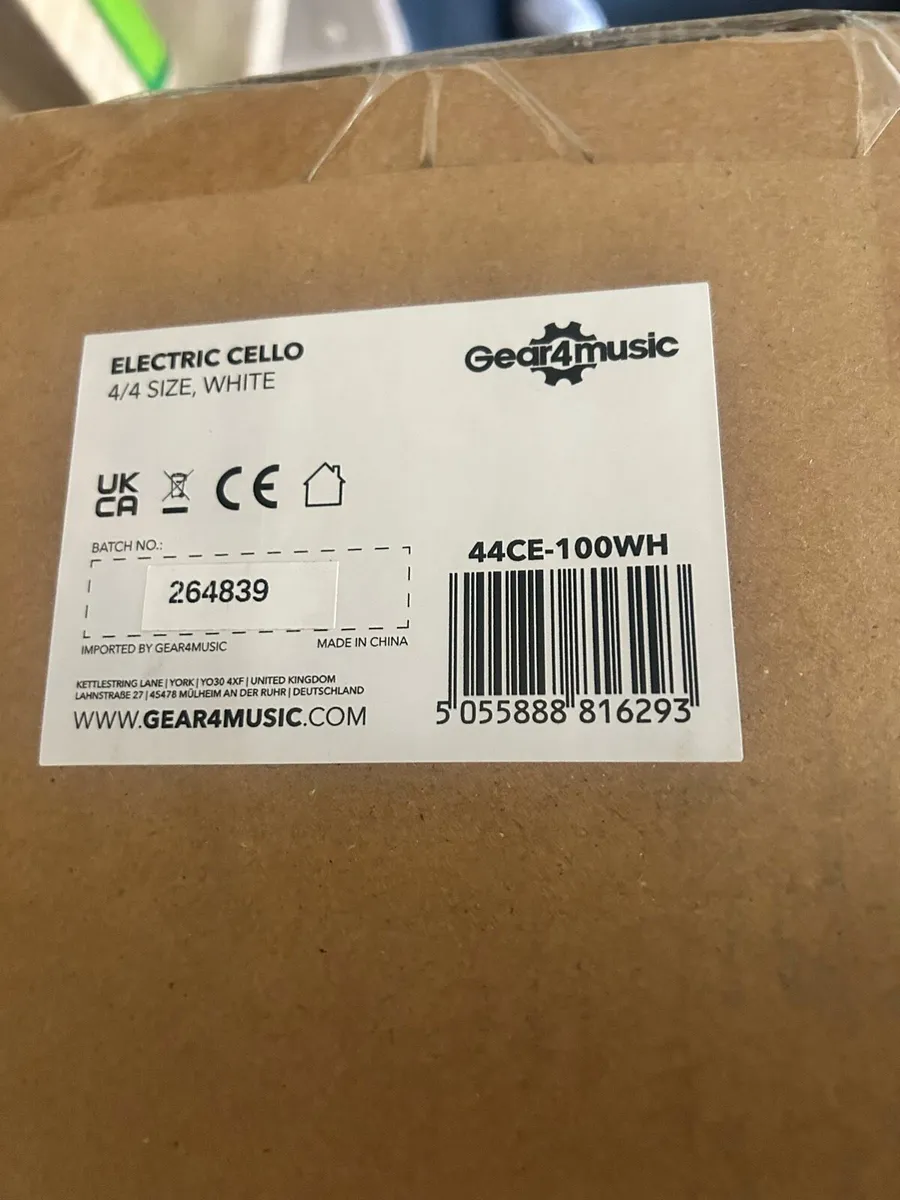 ELECTRIC CELLO
4/4 SIZE, WHITE
Gear4music
UK
CA
CE
BATCH NO.:
264839
IMPORTED BY GEAR4MUSIC
MADE IN CHINA
KETTLESTRING LANE | YORK | YO30 4XF | UNITED KINGDOM
LAHNSTRAßE 27 | 45478 MÜLHEIM AN DER RUHR | DEUTSCHLAND
WWW.GEAR4MUSIC.COM
44CE-100WH
5 055888 816293